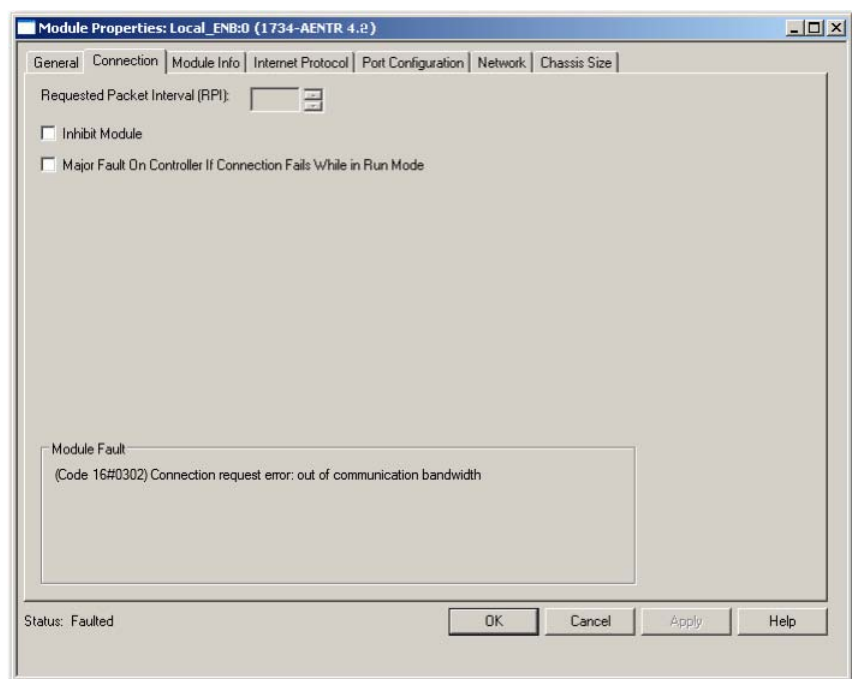 Module Properties: Local_ENB:0 (1734-AENTR 4.2)
General Connection Module Info Internet Protocol Port Configuration Network Chassis Size
Requested Packet Interval (RPI):
Inhibit Module
Major Fault On Controller If Connection Fails While in Run Mode
Module Fault
(Code 16#0302) Connection request error: out of communication bandwidth
Status: Faulted OK Cancel Apply Help